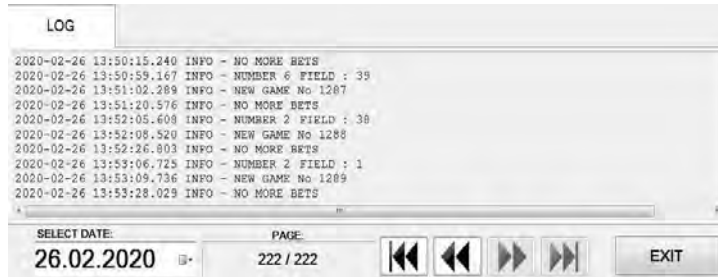 LOG
2020-02-26 13:50:15.240 INFO - NO MORE BETS
2020-02-26 13:50:59.167 INFO - NUMBER 6 FIELD : 39
2020-02-26 13:51:02.289 INFO - NEW GAME No 1287
2020-02-26 13:51:20.576 INFO - NO MORE BETS
2020-02-26 13:52:05.608 INFO - NUMBER 2 FIELD : 38
2020-02-26 13:52:08.520 INFO - NEW GAME No 1288
2020-02-26 13:52:26.803 INFO - NO MORE BETS
2020-02-26 13:53:06.725 INFO - NUMBER 2 FIELD : 1
2020-02-26 13:53:09.736 INFO - NEW GAME No 1289
2020-02-26 13:53:28.029 INFO - NO MORE BETS
SELECT DATE: PAGE:
26.02.2020 222 / 222 EXIT